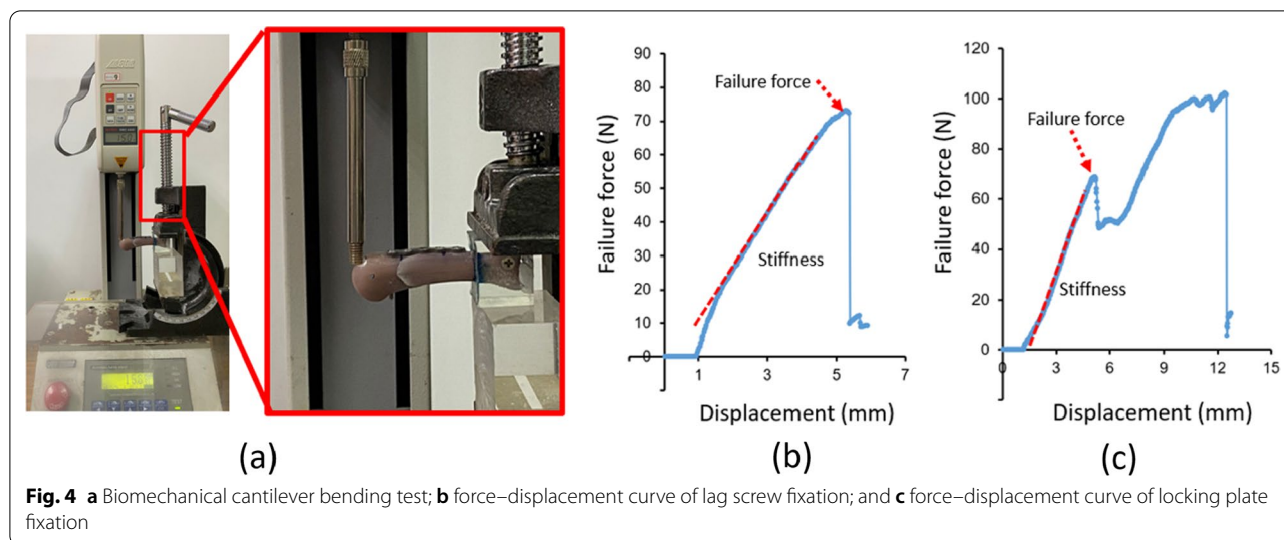 90
80
70
60
50
40
30
20
10
0
1
3
5
7
Failure force (N)
Displacement (mm)
Failure force
Stiffness
120
100
80
60
40
20
0
0
3
6
9
12
15
Failure force (N)
Displacement (mm)
Failure force
Stiffness
(a)
(b)
(c)
Fig. 4 a Biomechanical cantilever bending test; b force–displacement curve of lag screw fixation; and c force–displacement curve of locking plate
fixation